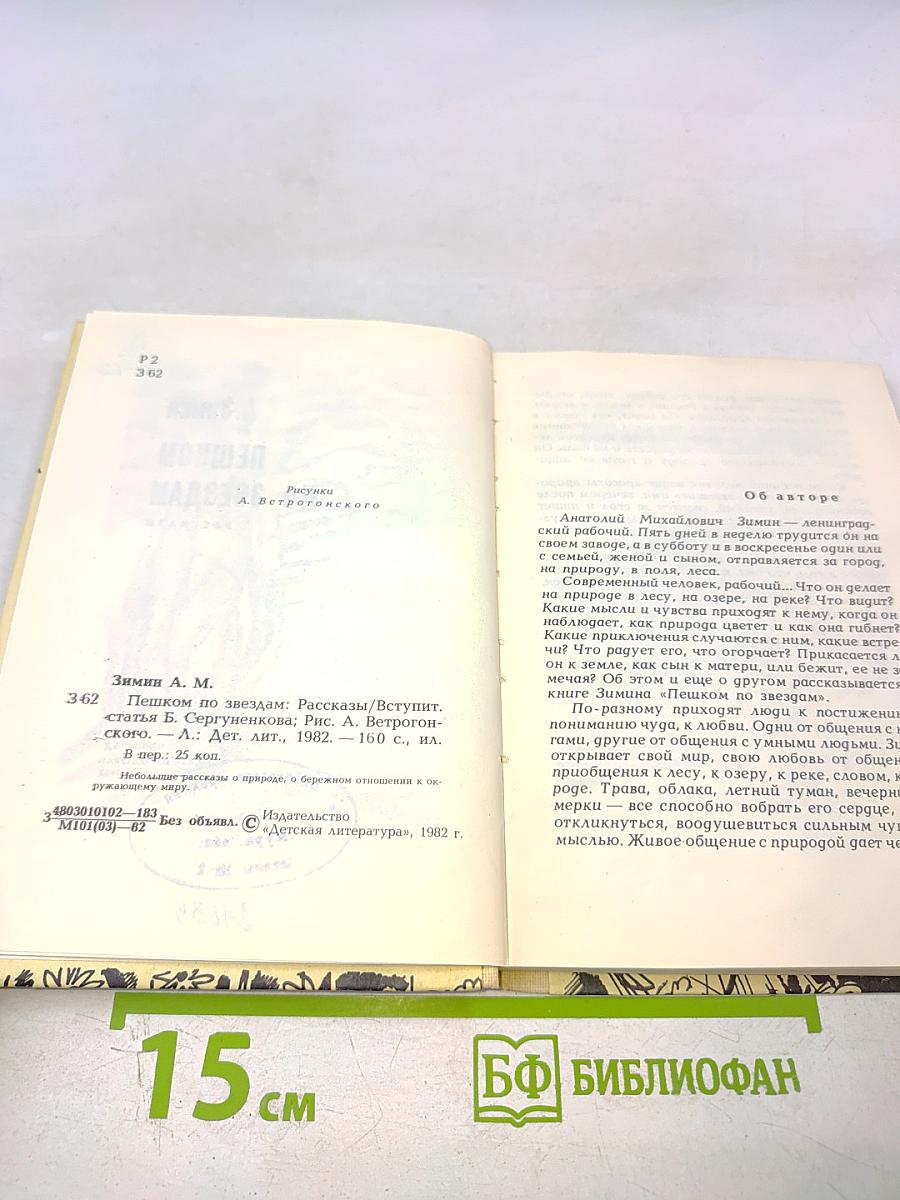 Р 2
З 62
Рисунки
А. Ветрогонского
Зимин А. М.
З 62 Пешком по звездам: Рассказы/Вступит.
статья Б. Сергуненкова; Рис. А. Ветрогон-
ского. — Л.: Дет. лит., 1982. — 160 с., ил.
В пер.: 25 коп.
Небольшие рассказы о природе, о бережном отношении к ок-
ружающему миру.
З 4803010102—183
М101(03)—82 Без объявл.
© Издательство
«Детская литература», 1982 г.
Об авторе
Анатолий Михайлович Зимин — ленинград-
ский рабочий. Пять дней в неделю трудится он на
своем заводе, а в субботу и в воскресенье один или
с семьей, женой и сыном, отправляется за город,
на природу, в поля, леса.
Современный человек, рабочий... Что он делает
на природе в лесу, на озере, на реке? Что видит?
Какие мысли и чувства приходят к нему, когда он
наблюдает, как природа цветет и как она гибнет?
Какие приключения случаются с ним, какие встре
чи? Что радует его, что огорчает? Прикасается л
он к земле, как сын к матери, или бежит, ее не з
мечая? Об этом и еще о другом рассказывается
книге Зимина «Пешком по звездам».
По-разному приходят люди к постижени
пониманию чуда, к любви. Одни от общения с к
гами, другие от общения с умными людьми. Зи
открывает свой мир, свою любовь от общен
приобщения к лесу, к озеру, к реке, словом, к
роде. Трава, облака, летний туман, вечерни
мерки — все способно вобрать его сердце,
откликнуться, воодушевиться сильным чу
мыслью. Живое общение с природой дает че
15 см
БФ БИБЛИОФАН